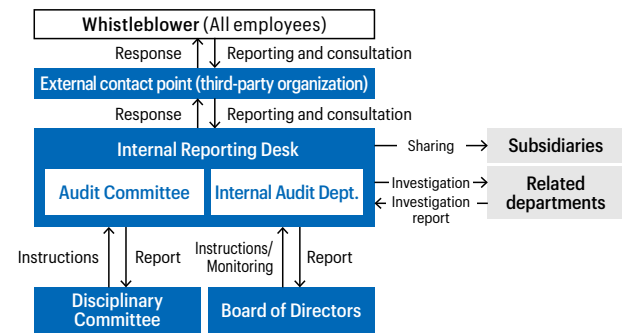 Whistleblower (All employees)
Response
Reporting and consultation
External contact point (third-party organization)
Response
Reporting and consultation
Internal Reporting Desk
Audit Committee
Internal Audit Dept.
Sharing
Subsidiaries
Investigation
Investigation
report
Related
departments
Instructions
Report
Instructions/
Monitoring
Report
Disciplinary
Committee
Board of Directors